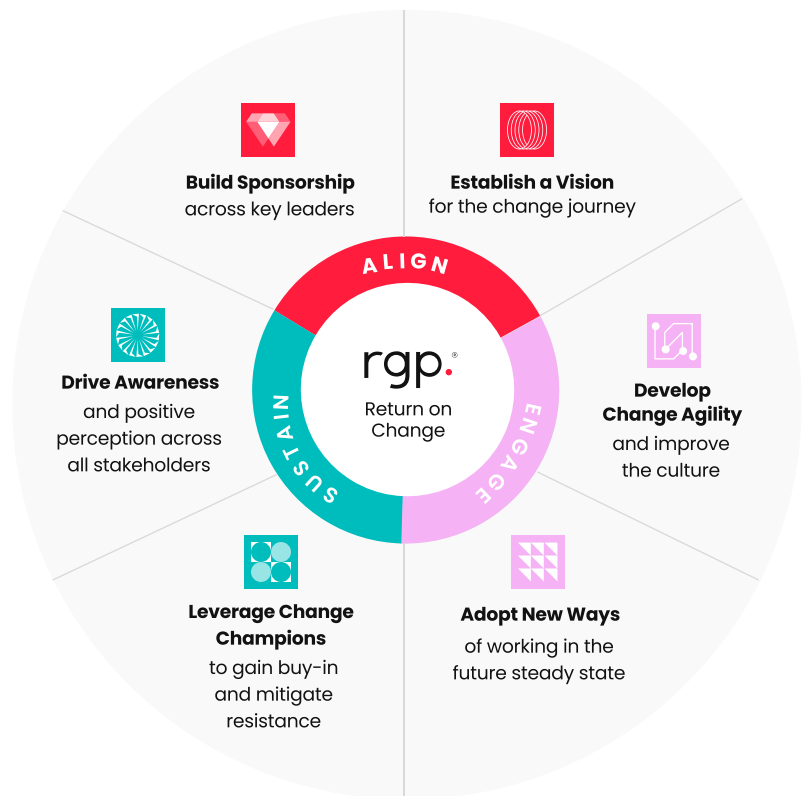 Build Sponsorship
across key leaders
Establish a Vision
for the change journey
ALIGN
Drive Awareness
and positive
perception across
all stakeholders
SUSTAIN
rgp.®
Return on
Change
ENGAGE
Develop
Change Agility
and improve
the culture
Leverage Change
Champions
to gain buy-in
and mitigate
resistance
Adopt New Ways
of working in the
future steady state